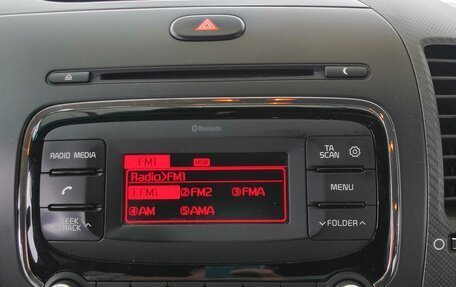 Bluetooth
RADIO MEDIA
FM1 USB
TA
SCAN
Radio>FM1
1 FM1 2 FM2 3 FMA
MENU
4 AM 5 AMA
SEEK
TRACK
FOLDER